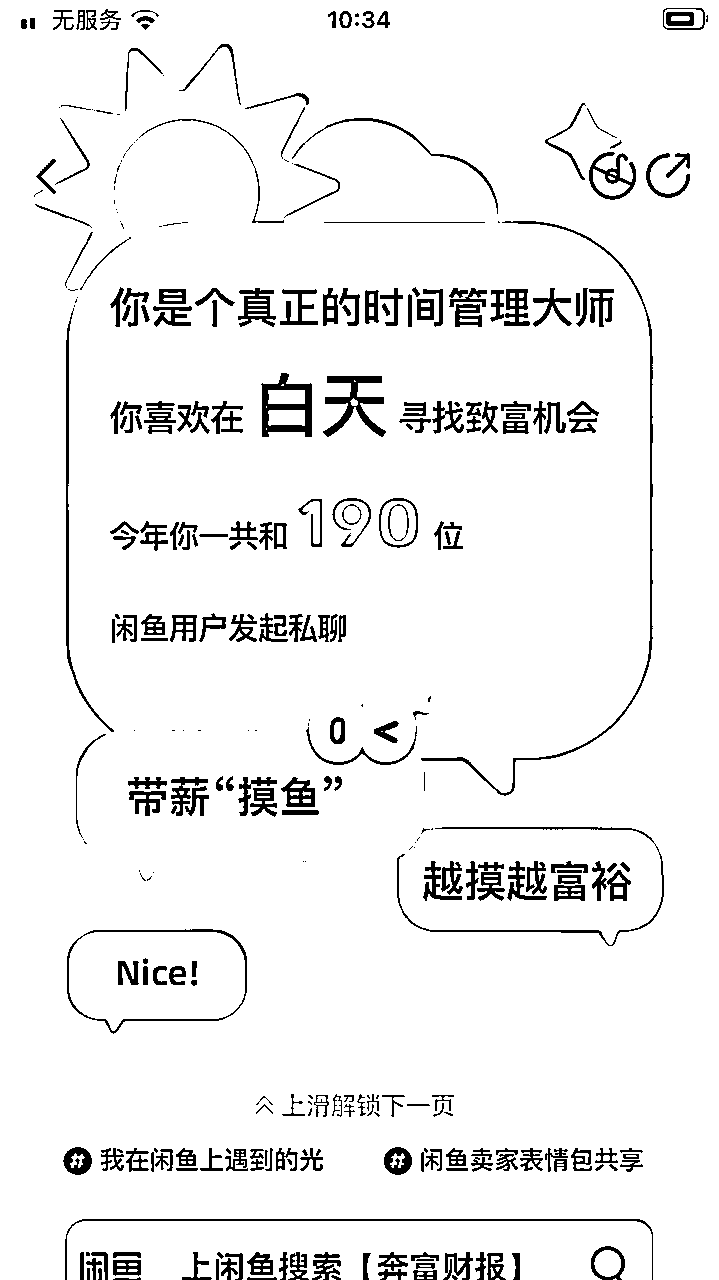 无服务
10:34
你是个真正的时间管理大师
你喜欢在 白天 寻找致富机会
今年你一共和 190 位
闲鱼用户发起私聊
0 <
带薪“摸鱼”
越摸越富裕
Nice!
上滑解锁下一页
# 我在闲鱼上遇到的光
# 闲鱼卖家表情包共享
闲鱼 上闲鱼搜索【奔富财报】